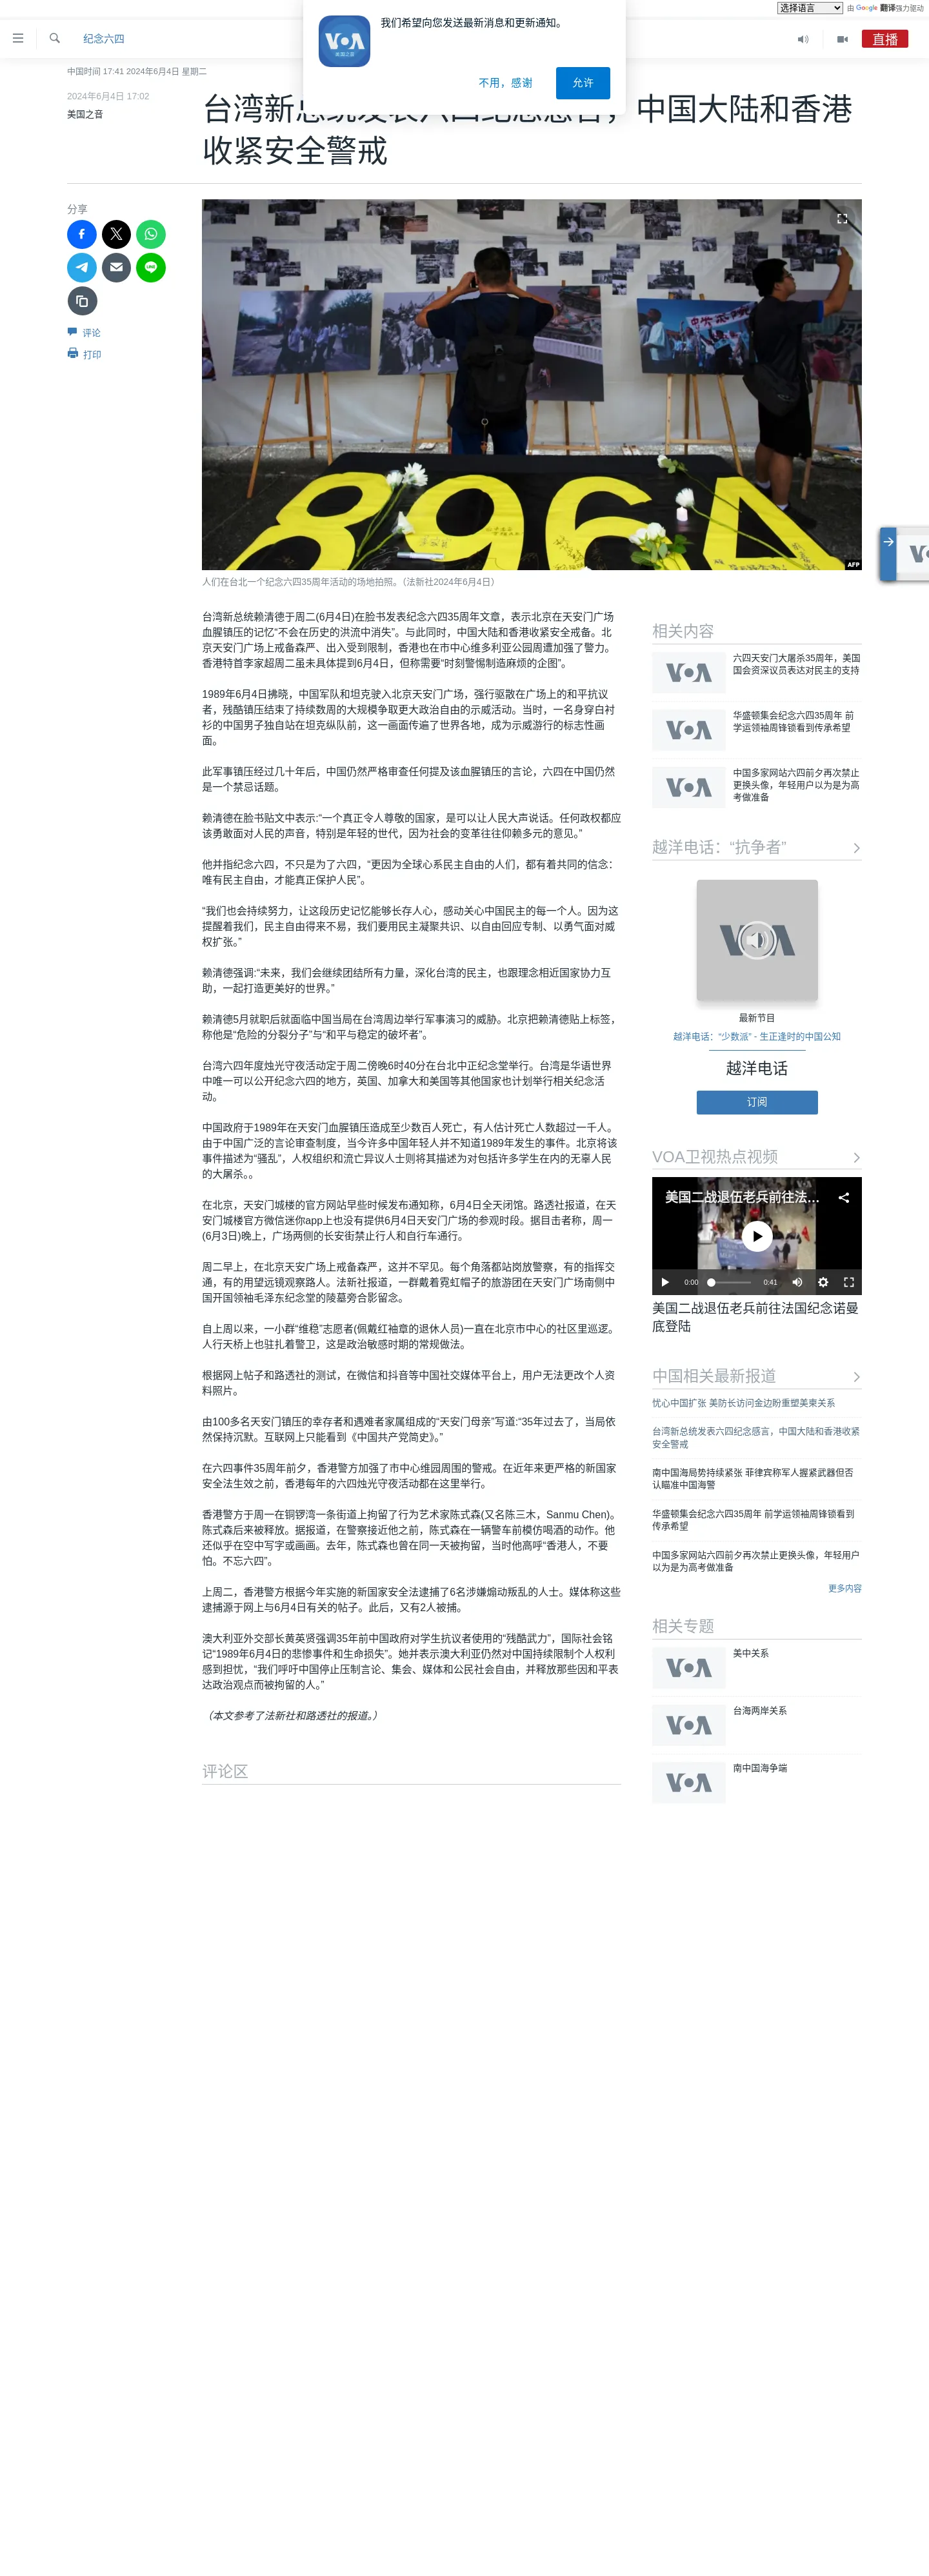 选择语言 由 Google 翻译强力驱动
我们希望向您发送最新消息和更新通知。
VOA
美国之音
不用，感谢
允许
纪念六四
直播
中国时间 17:41 2024年6月4日 星期二
2024年6月4日 17:02
美国之音
中国大陆和香港
收紧安全警戒
分享
评论
打印
8964
AFP
人们在台北一个纪念六四35周年活动的场地拍照。（法新社2024年6月4日）
台湾新总统赖清德于周二(6月4日)在脸书发表纪念六四35周年文章，表示北京在天安门广场
血腥镇压的记忆“不会在历史的洪流中消失”。与此同时，中国大陆和香港收紧安全戒备。北
京天安门广场上戒备森严、出入受到限制，香港也在市中心维多利亚公园周遭加强了警力。
香港特首李家超周二虽未具体提到6月4日，但称需要“时刻警惕制造麻烦的企图”。
1989年6月4日拂晓，中国军队和坦克驶入北京天安门广场，强行驱散在广场上的和平抗议
者，残酷镇压结束了持续数周的大规模争取更大政治自由的示威活动。当时，一名身穿白衬
衫的中国男子独自站在坦克纵队前，这一画面传遍了世界各地，成为示威游行的标志性画
面。
此军事镇压经过几十年后，中国仍然严格审查任何提及该血腥镇压的言论，六四在中国仍然
是一个禁忌话题。
赖清德在脸书贴文中表示:“一个真正令人尊敬的国家，是可以让人民大声说话。任何政权都应
该勇敢面对人民的声音，特别是年轻的世代，因为社会的变革往往仰赖多元的意见。”
他并指纪念六四，不只是为了六四，“更因为全球心系民主自由的人们，都有着共同的信念：
唯有民主自由，才能真正保护人民”。
“我们也会持续努力，让这段历史记忆能够长存人心，感动关心中国民主的每一个人。因为这
提醒着我们，民主自由得来不易，我们要用民主凝聚共识、以自由回应专制、以勇气面对威
权扩张。”
赖清德强调:“未来，我们会继续团结所有力量，深化台湾的民主，也跟理念相近国家协力互
助，一起打造更美好的世界。”
赖清德5月就职后就面临中国当局在台湾周边举行军事演习的威胁。北京把赖清德贴上标签，
称他是“危险的分裂分子”与“和平与稳定的破坏者”。
台湾六四年度烛光守夜活动定于周二傍晚6时40分在台北中正纪念堂举行。台湾是华语世界
中唯一可以公开纪念六四的地方，英国、加拿大和美国等其他国家也计划举行相关纪念活
动。
中国政府于1989年在天安门血腥镇压造成至少数百人死亡，有人估计死亡人数超过一千人。
由于中国广泛的言论审查制度，当今许多中国年轻人并不知道1989年发生的事件。北京将该
事件描述为“骚乱”，人权组织和流亡异议人士则将其描述为对包括许多学生在内的无辜人民
的大屠杀。。
在北京，天安门城楼的官方网站早些时候发布通知称，6月4日全天闭馆。路透社报道，在天
安门城楼官方微信迷你app上也没有提供6月4日天安门广场的参观时段。据目击者称，周一
(6月3日)晚上，广场两侧的长安街禁止行人和自行车通行。
周二早上，在北京天安广场上戒备森严，这并不罕见。每个角落都站岗放警察，有的指挥交
通，有的用望远镜观察路人。法新社报道，一群戴着霓虹帽子的旅游团在天安门广场南侧中
国开国领袖毛泽东纪念堂的陵墓旁合影留念。
自上周以来，一小群“维稳”志愿者(佩戴红袖章的退休人员)一直在北京市中心的社区里巡逻。
人行天桥上也驻扎着警卫，这是政治敏感时期的常规做法。
根据网上帖子和路透社的测试，在微信和抖音等中国社交媒体平台上，用户无法更改个人资
料照片。
由100多名天安门镇压的幸存者和遇难者家属组成的“天安门母亲”写道:“35年过去了，当局依
然保持沉默。互联网上只能看到《中国共产党简史》。”
在六四事件35周年前夕，香港警方加强了市中心维园周围的警戒。在近年来更严格的新国家
安全法生效之前，香港每年的六四烛光守夜活动都在这里举行。
香港警方于周一在铜锣湾一条街道上拘留了行为艺术家陈式森(又名陈三木，Sanmu Chen)。
陈式森后来被释放。据报道，在警察接近他之前，陈式森在一辆警车前模仿喝酒的动作。他
还似乎在空中写字或画画。去年，陈式森也曾在同一天被拘留，当时他高呼“香港人，不要
怕。不忘六四”。
上周二，香港警方根据今年实施的新国家安全法逮捕了6名涉嫌煽动叛乱的人士。媒体称这些
逮捕源于网上与6月4日有关的帖子。此后，又有2人被捕。
澳大利亚外交部长黄英贤强调35年前中国政府对学生抗议者使用的“残酷武力”，国际社会铭
记“1989年6月4日的悲惨事件和生命损失”。她并表示澳大利亚仍然对中国持续限制个人权利
感到担忧，“我们呼吁中国停止压制言论、集会、媒体和公民社会自由，并释放那些因和平表
达政治观点而被拘留的人。”
（本文参考了法新社和路透社的报道。）
评论区
相关内容
六四天安门大屠杀35周年，美国
国会资深议员表达对民主的支持
华盛顿集会纪念六四35周年 前
学运领袖周锋锁看到传承希望
中国多家网站六四前夕再次禁止
更换头像，年轻用户以为是为高
考做准备
越洋电话：“抗争者”
最新节目
越洋电话：“少数派” - 生正逢时的中国公知
越洋电话
订阅
VOA卫视热点视频
美国二战退伍老兵前往法...
0:00 0:41
美国二战退伍老兵前往法国纪念诺曼
底登陆
中国相关最新报道
忧心中国扩张 美防长访问金边盼重塑美柬关系
台湾新总统发表六四纪念感言，中国大陆和香港收紧
安全警戒
南中国海局势持续紧张 菲律宾称军人握紧武器但否
认瞄准中国海警
华盛顿集会纪念六四35周年 前学运领袖周锋锁看到
传承希望
中国多家网站六四前夕再次禁止更换头像，年轻用户
以为是为高考做准备
更多内容
相关专题
美中关系
台海两岸关系
南中国海争端